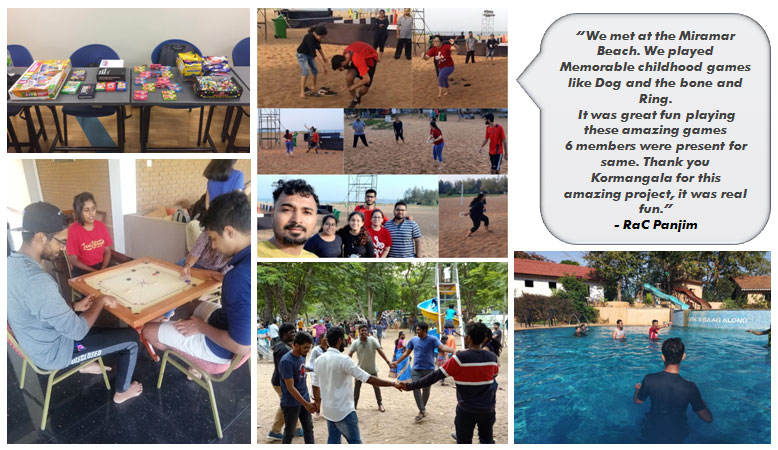 “We met at the Miramar
Beach. We played
Memorable childhood games
like Dog and the bone and
Ring.
It was great fun playing
these amazing games
6 members were present for
same. Thank you
Kormangala for this
amazing project, it was real
fun.”
- RaC Panjim